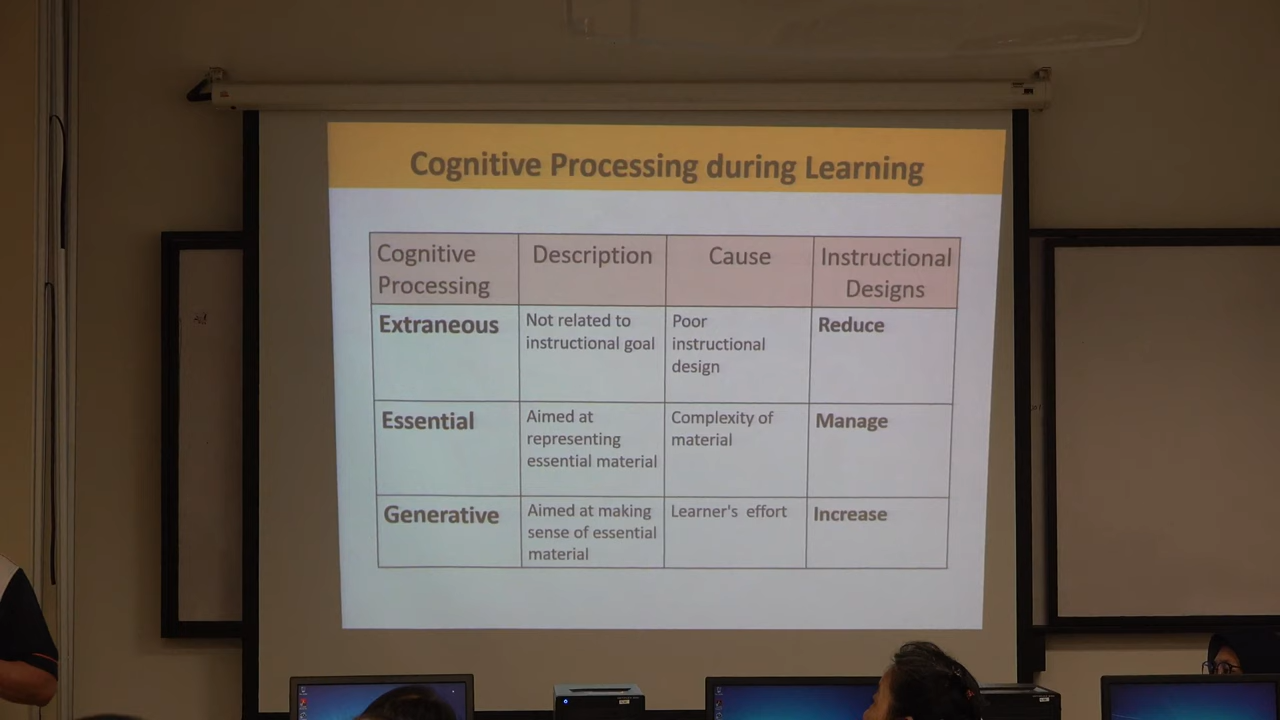 Cognitive Processing during Learning
Cognitive
Processing
Description
Cause
Instructional
Designs
Extraneous
Not related to
instructional goal
Poor
instructional
design
Reduce
Essential
Aimed at
representing
essential material
Complexity of
material
Manage
Generative
Aimed at making
sense of essential
material
Learner's effort
Increase